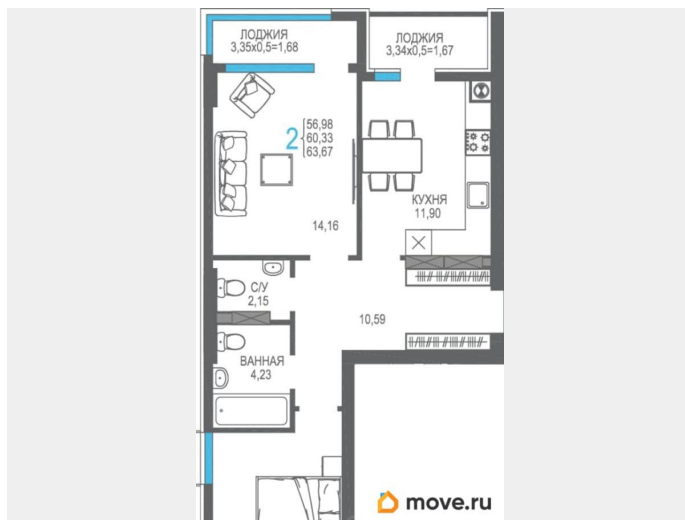 ЛОДЖИЯ
3,35х0,5=1,68
ЛОДЖИЯ
3,34х0,5=1,67
2
56,98
60,33
63,67
14,16
КУХНЯ
11,90
С/У
2,15
10,59
ВАННАЯ
4,23
move.ru